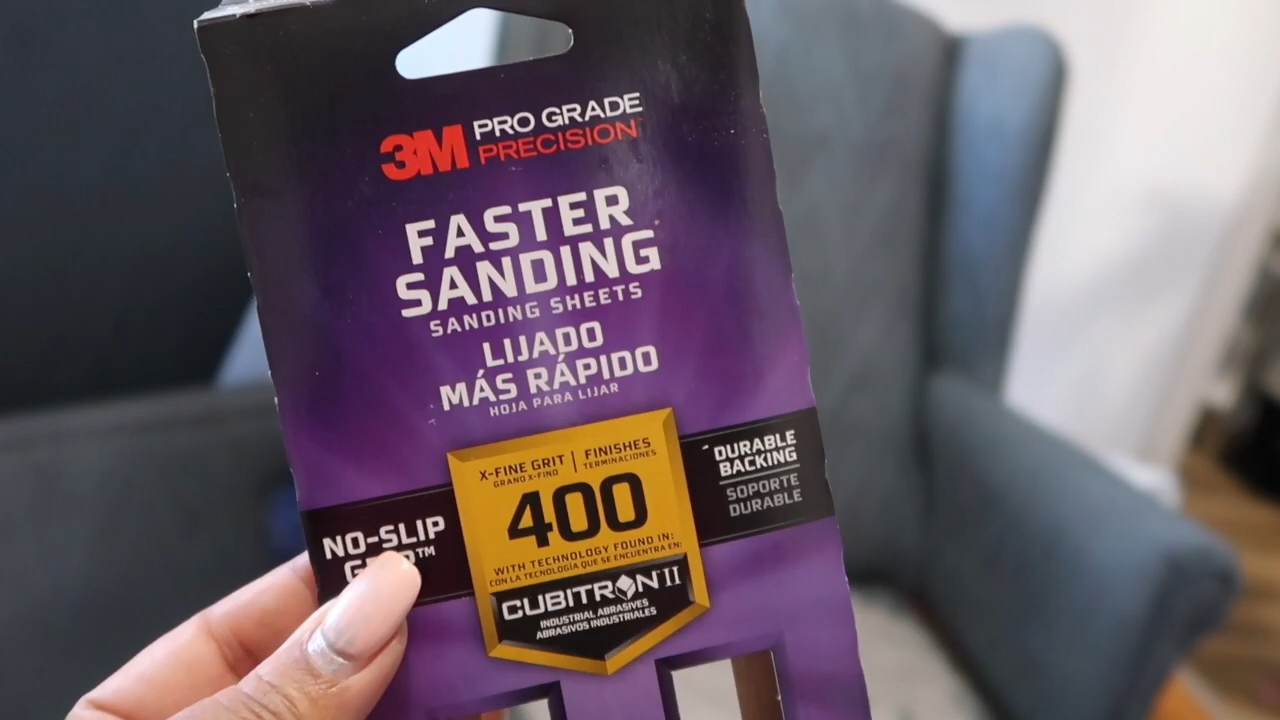 3M PRO GRADE
PRECISION™
FASTER
SANDING
SANDING SHEETS
LIJADO
MÁS RÁPIDO
HOJA PARA LIJAR
X-FINE GRIT | FINISHES
GRANO X-FINO TERMINACIONES
400
WITH TECHNOLOGY FOUND IN:
CON LA TECNOLOGÍA QUE SE ENCUENTRA EN:
CUBITRON II
INDUSTRIAL ABRASIVES
ABRASIVOS INDUSTRIALES
NO-SLIP
DURABLE
BACKING
SOPORTE
DURABLE